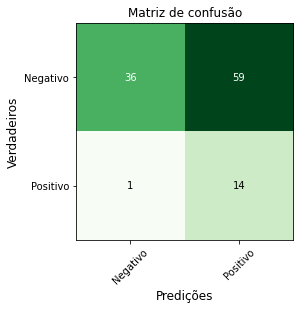 Matriz de confusão
Verdadeiros
Negativo
36
59
Positivo
1
14
Negativo
Positivo
Predições